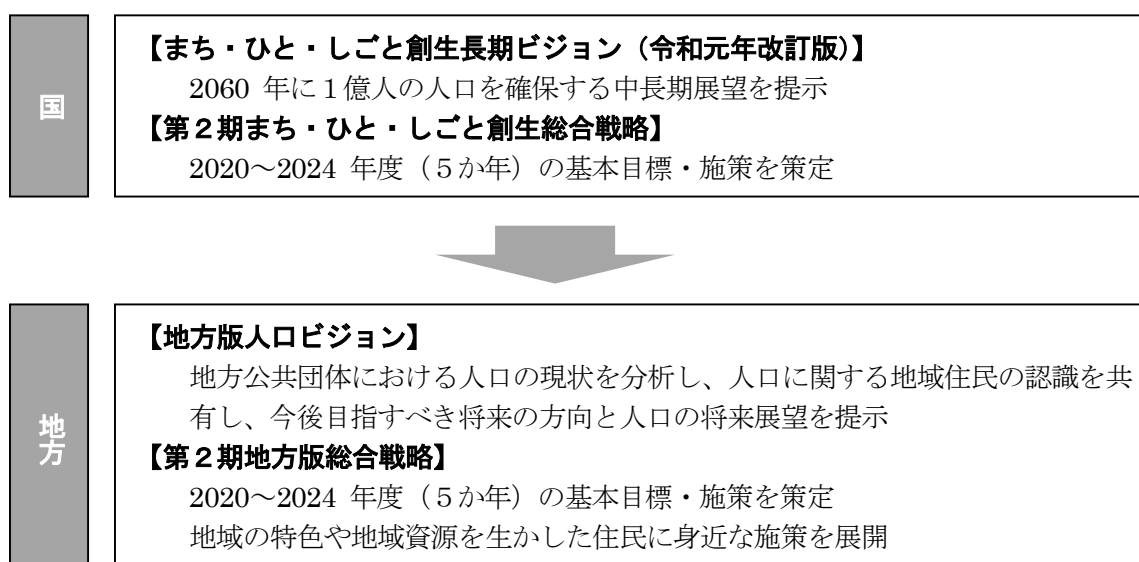 国
【まち・ひと・しごと創生長期ビジョン（令和元年改訂版）】
2060 年に１億人の人口を確保する中長期展望を提示
【第２期まち・ひと・しごと創生総合戦略】
2020～2024 年度（５か年）の基本目標・施策を策定
地方
【地方版人口ビジョン】
地方公共団体における人口の現状を分析し、人口に関する地域住民の認識を共
有し、今後目指すべき将来の方向と人口の将来展望を提示
【第２期地方版総合戦略】
2020～2024 年度（５か年）の基本目標・施策を策定
地域の特色や地域資源を生かした住民に身近な施策を展開